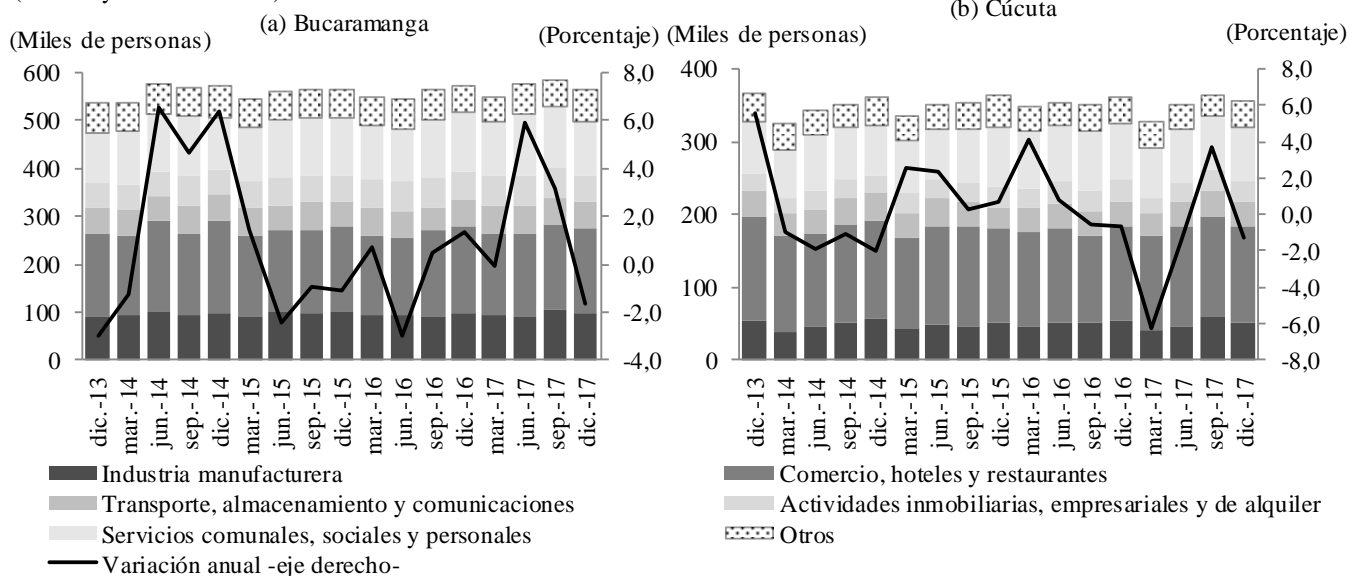 (a) Bucaramanga
(b) Cúcuta
(Miles de personas)
(Porcentaje)
(Miles de personas)
(Porcentaje)
600
500
400
300
200
100
0
8,0
6,0
4,0
2,0
0,0
-2,0
-4,0
400
300
200
100
0
8,0
6,0
4,0
2,0
0,0
-2,0
-4,0
-6,0
-8,0
dic.-13
mar.-14
jun.-14
sep.-14
dic.-14
mar.-15
jun.-15
sep.-15
dic.-15
mar.-16
jun.-16
sep.-16
dic.-16
mar.-17
jun.-17
sep.-17
dic.-17
dic.-13
mar.-14
jun.-14
sep.-14
dic.-14
mar.-15
jun.-15
sep.-15
dic.-15
mar.-16
jun.-16
sep.-16
dic.-16
mar.-17
jun.-17
sep.-17
dic.-17
Industria manufacturera
Comercio, hoteles y restaurantes
Transporte, almacenamiento y comunicaciones
Actividades inmobiliarias, empresariales y de alquiler
Servicios comunales, sociales y personales
Otros
Variación anual -eje derecho-